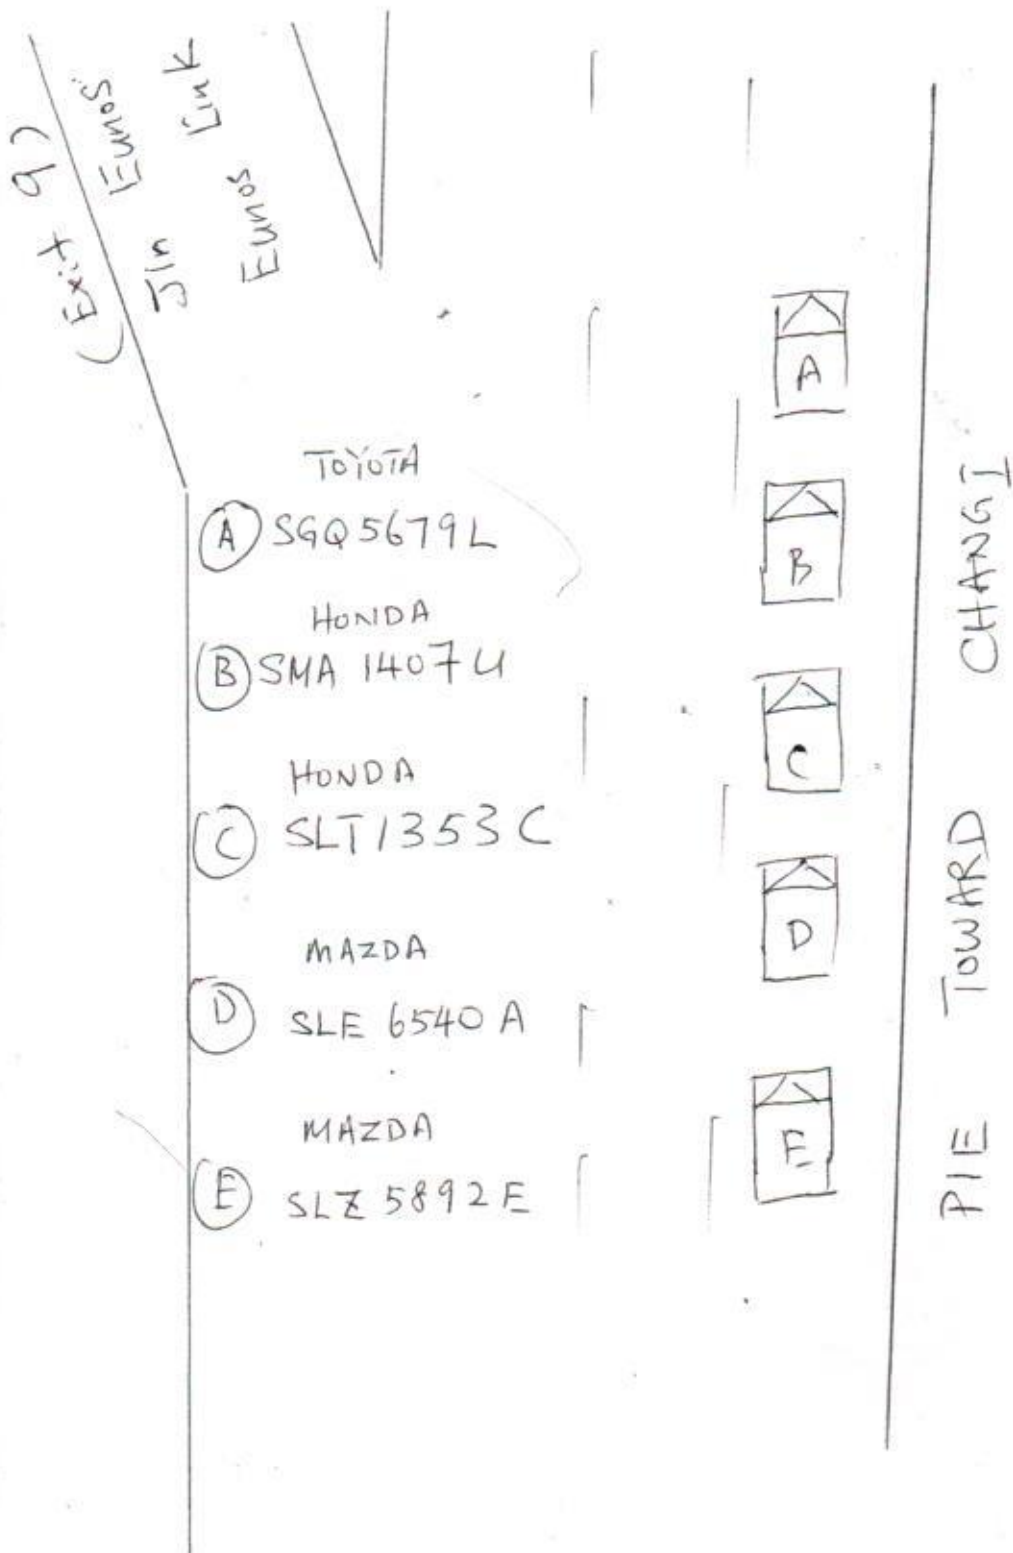 (Exit 9)
Jln Eunos
Eunos Link
TOYOTA
A SGQ5679L
HONDA
B SMA 1407U
HONDA
C SLT1353C
MAZDA
D SLE 6540A
MAZDA
E SLZ 5892E
A
B
C
D
E
PIE TOWARD CHANGI